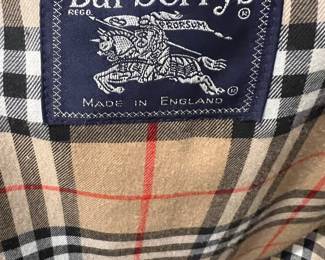 Burberrys
REGD. PRORSUM ®
MADE IN ENGLAND ®